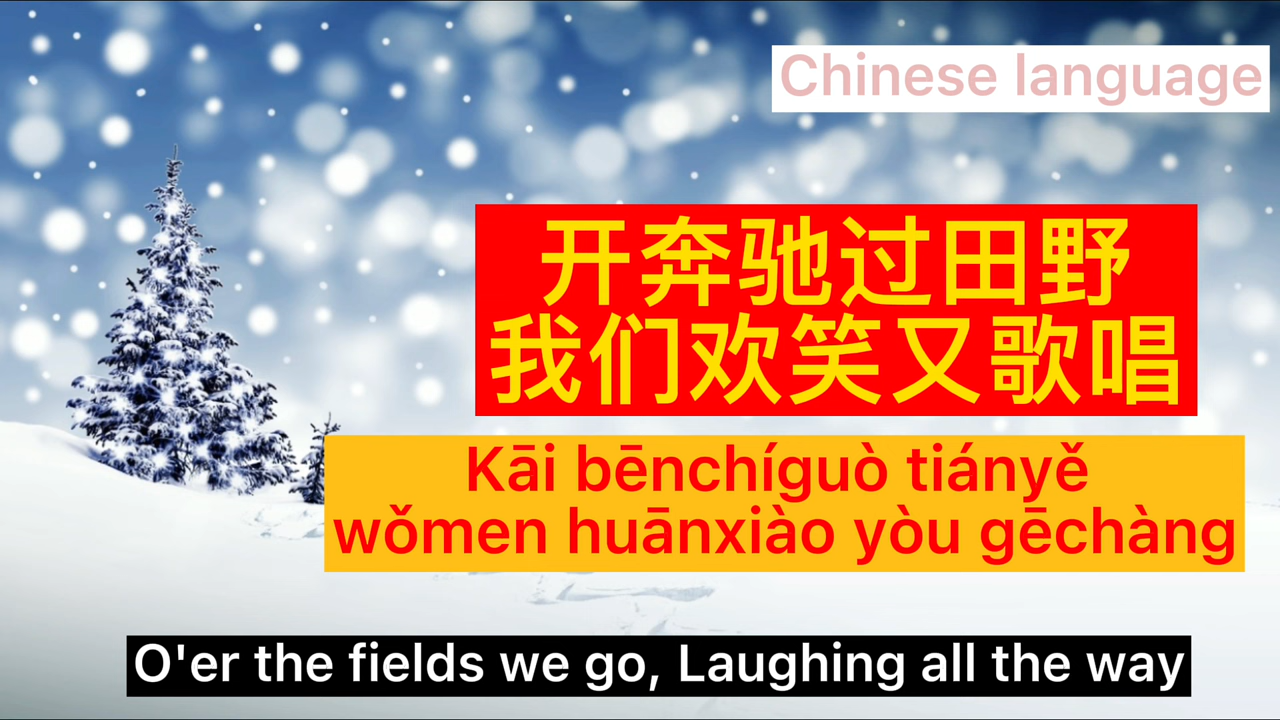 Chinese language
开奔驰过田野
我们欢笑又歌唱
Kāi bēnchíguò tiányě
wǒmen huānxiào yòu gēchàng
O'er the fields we go, Laughing all the way